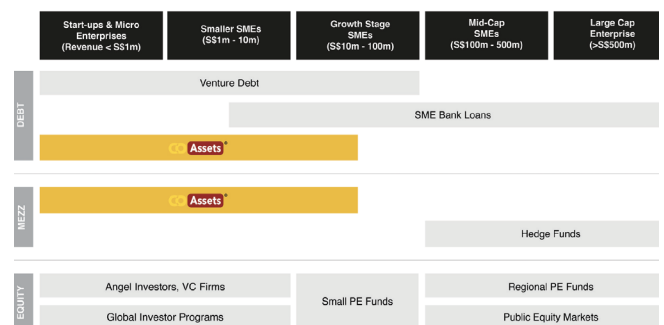 Start-ups & Micro
Enterprises
(Revenue < S$1m)
Smaller SMEs
(S$1m - 10m)
Growth Stage
SMEs
(S$10m - 100m)
Mid-Cap
SMEs
(S$100m - 500m)
Large Cap
Enterprise
(>S$500m)
DEBT
Venture Debt
SME Bank Loans
CO Assets®
MEZZ
CO Assets®
Hedge Funds
EQUITY
Angel Investors, VC Firms
Small PE Funds
Regional PE Funds
Global Investor Programs
Public Equity Markets